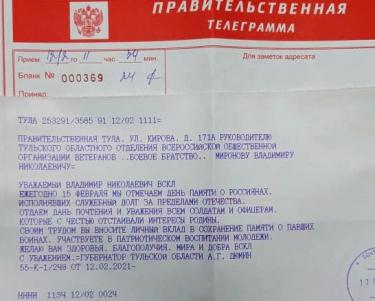 ПРАВИТЕЛЬСТВЕННАЯ
ТЕЛЕГРАММА
Прием
час
мин.
Для заметок адресата
Бланк № 000369
Принял:
ТУЛА 253291/3585 91 12/02 1111=
ПРАВИТЕЛЬСТВЕННАЯ ТУЛА. УЛ. КИРОВА. Д. 171А РУКОВОДИТЕЛЮ
ТУЛЬСКОГО ОБЛАСТНОГО ОТДЕЛЕНИЯ ВСЕРОССИЙСКОЙ ОБЩЕСТВЕННОЙ
ОРГАНИЗАЦИИ ВЕТЕРАНОВ ..БОЕВОЕ БРАТСТВО.. МИРОНОВУ ВЛАДИМИРУ
НИКОЛАЕВИЧУ=
УВАЖАЕМЫЙ ВЛАДИМИР НИКОЛАЕВИЧ ВСКЛ
ЕЖЕГОДНО 15 ФЕВРАЛЯ МЫ ОТМЕЧАЕМ ДЕНЬ ПАМЯТИ О РОССИЯНАХ.
ИСПОЛНЯВШИХ СЛУЖЕБНЫЙ ДОЛГ ЗА ПРЕДЕЛАМИ ОТЕЧЕСТВА.
ОТДАЕМ ДАНЬ ПОЧТЕНИЯ И УВАЖЕНИЯ ВСЕМ СОЛДАТАМ И ОФИЦЕРАМ.
КОТОРЫЕ С ЧЕСТЬЮ ОТСТАИВАЛИ ИНТЕРЕСЫ РОДИНЫ.
СВОИМ ТРУДОМ ВЫ ВНОСИТЕ ЛИЧНЫЙ ВКЛАД В СОХРАНЕНИЕ ПАМЯТИ О ПАВШИХ
ВОИНАХ. УЧАСТВУЕТЕ В ПАТРИОТИЧЕСКОМ ВОСПИТАНИИ МОЛОДЕЖИ.
ЖЕЛАЮ ВАМ ЗДОРОВЬЯ. БЛАГОПОЛУЧИЯ. МИРА И ДОБРА ВСКЛ
С УВАЖЕНИЕМ.=ГУБЕРНАТОР ТУЛЬСКОЙ ОБЛАСТИ А.Г. ДЮМИН
55-К-1/248 ОТ 12.02.2021-
НННН 1134 12/02 0024